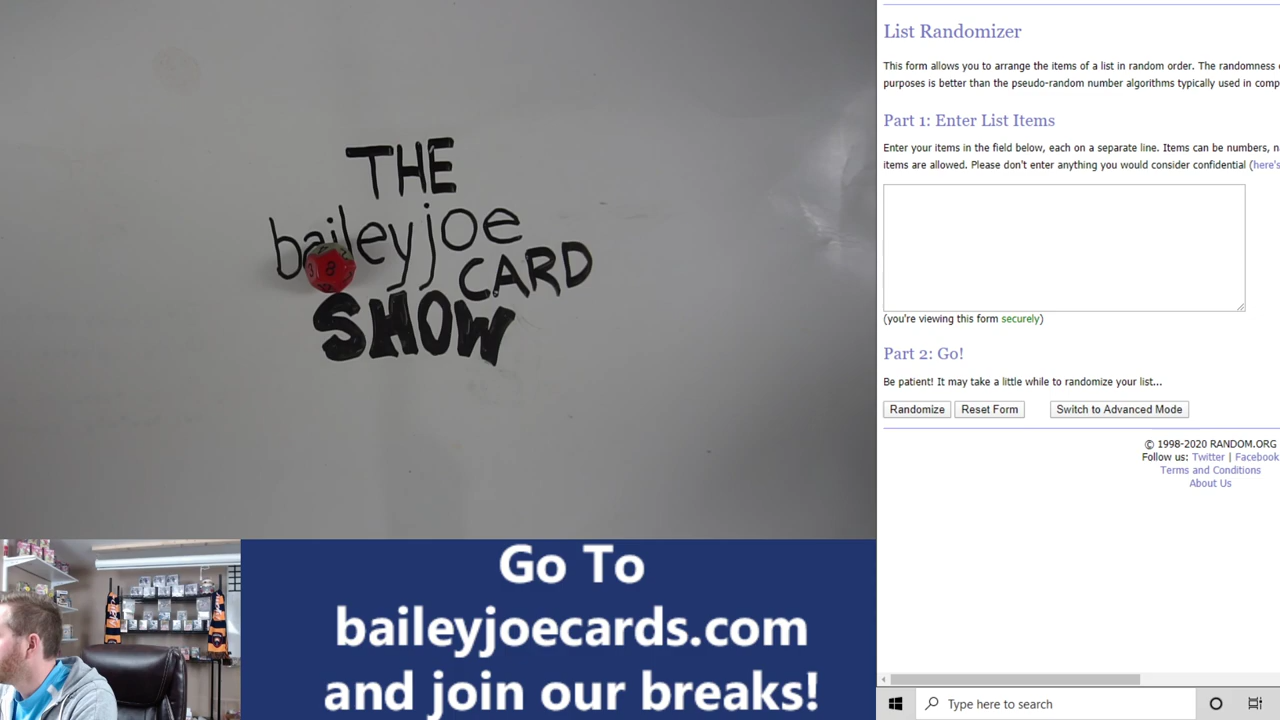 THE
baileyjoe
CARD
SHOW
3 8
Go To
baileyjoecards.com
and join our breaks!
List Randomizer
This form allows you to arrange the items of a list in random order. The randomness
purposes is better than the pseudo-random number algorithms typically used in comp
Part 1: Enter List Items
Enter your items in the field below, each on a separate line. Items can be numbers, n
items are allowed. Please don't enter anything you would consider confidential (here's
(you're viewing this form securely)
Part 2: Go!
Be patient! It may take a little while to randomize your list...
Randomize Reset Form Switch to Advanced Mode
© 1998-2020 RANDOM.ORG
Follow us: Twitter | Facebook
Terms and Conditions
About Us
Type here to search